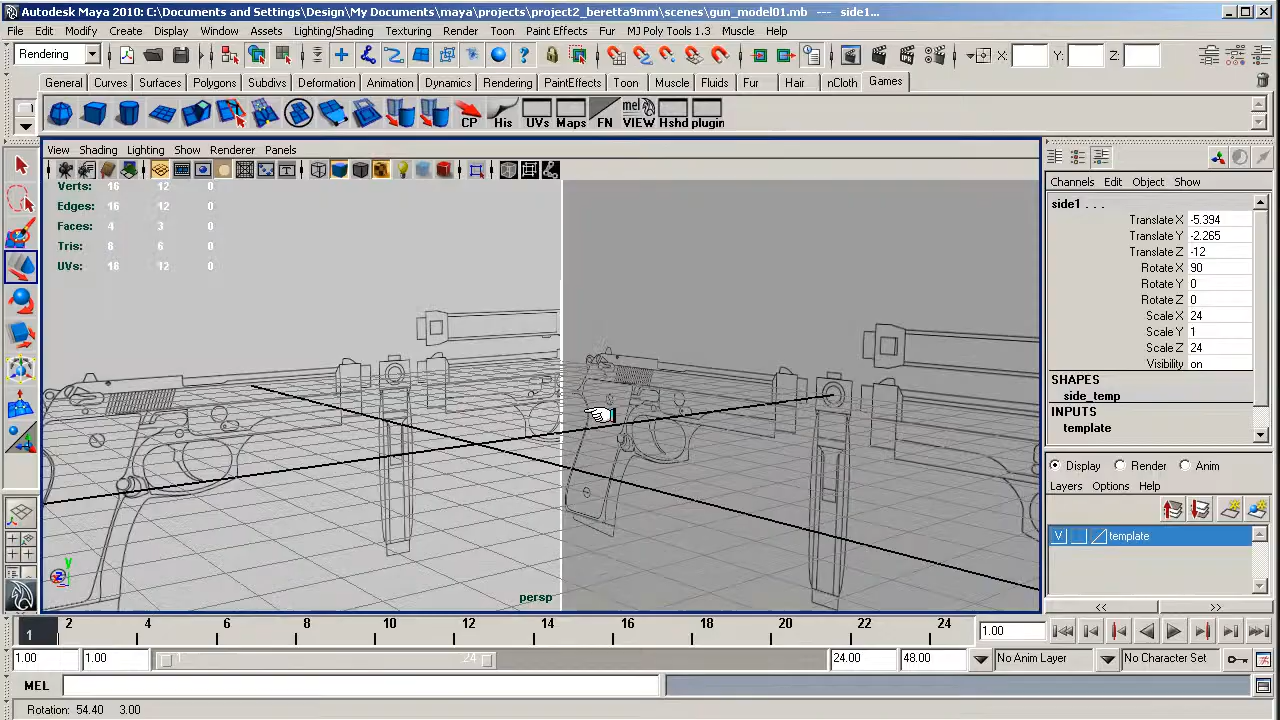 Autodesk Maya 2010: C:\Documents and Settings\Design\My Documents\maya\projects\project2_beretta9mm\scenes\gun_model01.mb --- side1...
File Edit Modify Create Display Window Assets Lighting/Shading Texturing Render Toon Paint Effects Fur MJ Poly Tools 1.3 Muscle Help
Rendering X: Y: Z:
General Curves Surfaces Polygons Subdivs Deformation Animation Dynamics Rendering PaintEffects Toon Muscle Fluids Fur Hair nCloth Games
CP His UVs Maps FN mel VIEW Hshd plugin
View Shading Lighting Show Renderer Panels
Verts: 16 12 0
Edges: 16 12 0
Faces: 4 3 0
Tris: 8 6 0
UVs: 16 12 0
persp
y
z
Channels Edit Object Show
side1 . . .
Translate X -5.394
Translate Y -2.265
Translate Z -12
Rotate X 90
Rotate Y 0
Rotate Z 0
Scale X 24
Scale Y 1
Scale Z 24
Visibility on
SHAPES
side_temp
INPUTS
template
Display Render Anim
Layers Options Help
V template
<< >>
1 2 4 6 8 10 12 14 16 18 20 22 24 1.00
1.00 1.00 1 24 24.00 48.00 No Anim Layer No Character Set
MEL
Rotation: 54.40 3.00